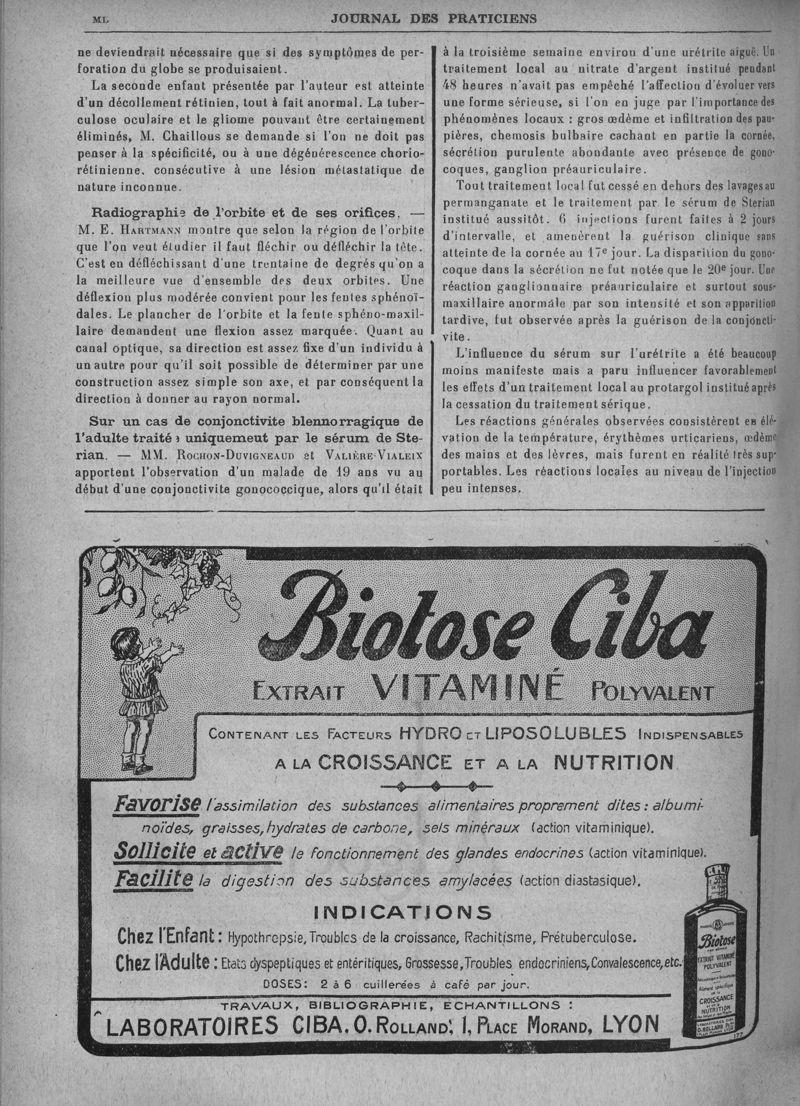 ML
JOURNAL DES PRATICIENS
ne deviendrait nécessaire que si des symptômes de per-
foration du globe se produisaient.
La seconde enfant présentée par l'auteur est atteinte
d'un décollement rétinien, tout à fait anormal. La tuber-
culose oculaire et le gliome pouvant être certainement
éliminés, M. Chaillous se demande si l'on ne doit pas
penser à la spécificité, ou à une dégénérescence chorio-
rétinienne. consécutive à une lésion métastatique de
nature inconnue.
Radiographie de l'orbite et de ses orifices. —
M. E. HARTMANN montre que selon la région de l'orbite
que l'on veut étudier il faut fléchir ou défléchir la tête.
C'est en défléchissant d'une trentaine de degrés qu'on a
la meilleure vue d'ensemble des deux orbites. Une
déflexion plus modérée convient pour les fentes sphénoï-
dales. Le plancher de l'orbite et la fente sphéno-maxil-
laire demandent une flexion assez marquée. Quant au
canal optique, sa direction est assez fixe d'un individu à
un autre pour qu'il soit possible de déterminer par une
construction assez simple son axe, et par conséquent la
direction à donner au rayon normal.
Sur un cas de conjonctivite blennorragique de
l'adulte traité uniquement par le sérum de Ste-
rian. — MM. ROCHON-DUVIGNEAUD et VALIÈRE-VIALEIX
apportent l'observation d'un malade de 19 ans vu au
début d'une conjonctivite gonococcique, alors qu'il était
à la troisième semaine environ d'une urétrite aiguë. Un
traitement local au nitrate d'argent institué pendant
48 heures n'avait pas empêché l'affection d'évoluer vers
une forme sérieuse, si l'on en juge par l'importance des
phénomènes locaux : gros œdème et infiltration des pau-
pières, chemosis bulbaire cachant en partie la cornée,
sécrétion purulente abondante avec présence de gono-
coques, ganglion préauriculaire.
Tout traitement local fut cessé en dehors des lavages au
permanganate et le traitement par le sérum de Sterian
institué aussitôt. 6 injections furent faites à 2 jours
d'intervalle, et amenèrent la guérison clinique sans
atteinte de la cornée au 17e jour. La disparition du gono-
coque dans la sécrétion ne fut notée que le 20e jour. Une
réaction ganglionnaire préauriculaire et surtout sous-
maxillaire anormale par son intensité et son apparition
tardive, fut observée après la guérison de la conjoncti-
vite.
L'influence du sérum sur l'urétrite a été beaucoup
moins manifeste mais a paru influencer favorablement
les effets d'un traitement local au protargol institué après
la cessation du traitement sérique.
Les réactions générales observées consistèrent en élé-
vation de la température, érythèmes urticariens, œdème
des mains et des lèvres, mais furent en réalité très sup-
portables. Les réactions locales au niveau de l'injection
peu intenses.
Biotose Ciba
EXTRAIT VITAMINÉ POLYVALENT
CONTENANT LES FACTEURS HYDRO ET LIPOSOLUBLES INDISPENSABLES
A LA CROISSANCE ET A LA NUTRITION
Favorise l'assimilation des substances alimentaires proprement dites : albumi-
noïdes, graisses, hydrates de carbone, sels minéraux (action vitaminique).
Sollicite et active le fonctionnement des glandes endocrines (action vitaminique).
Facilite la digestion des substances amylacées (action diastasique).
INDICATIONS
Chez l'Enfant : Hypothrepsie, Troubles de la croissance, Rachitisme, Prétuberculose.
Chez l'Adulte : Etats dyspeptiques et entéritiques, Grossesse, Troubles endocriniens, Convalescence, etc.
DOSES : 2 à 6 cuillerées à café par jour.
TRAVAUX, BIBLIOGRAPHIE, ECHANTILLONS :
LABORATOIRES CIBA. O. ROLLAND, 1, PLACE MORAND, LYON
Biotose
EXTRAIT VITAMINÉ
POLYVALENT
CROISSANCE
NUTRITION
O. ROLLAND
177